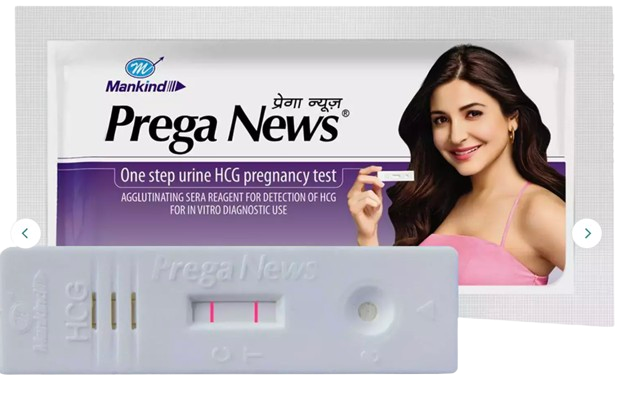 m
Mankind
प्रेगा न्यूज़
Prega News®
One step urine HCG pregnancy test
AGGLUTINATING SERA REAGENT FOR DETECTION OF HCG
FOR IN VITRO DIAGNOSTIC USE
Prega News
Mankind
HCG
C T
S